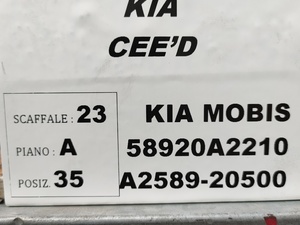 KIA
CEE'D
SCAFFALE : 23
PIANO : A
POSIZ. 35
KIA MOBIS
58920A2210
A2589-20500